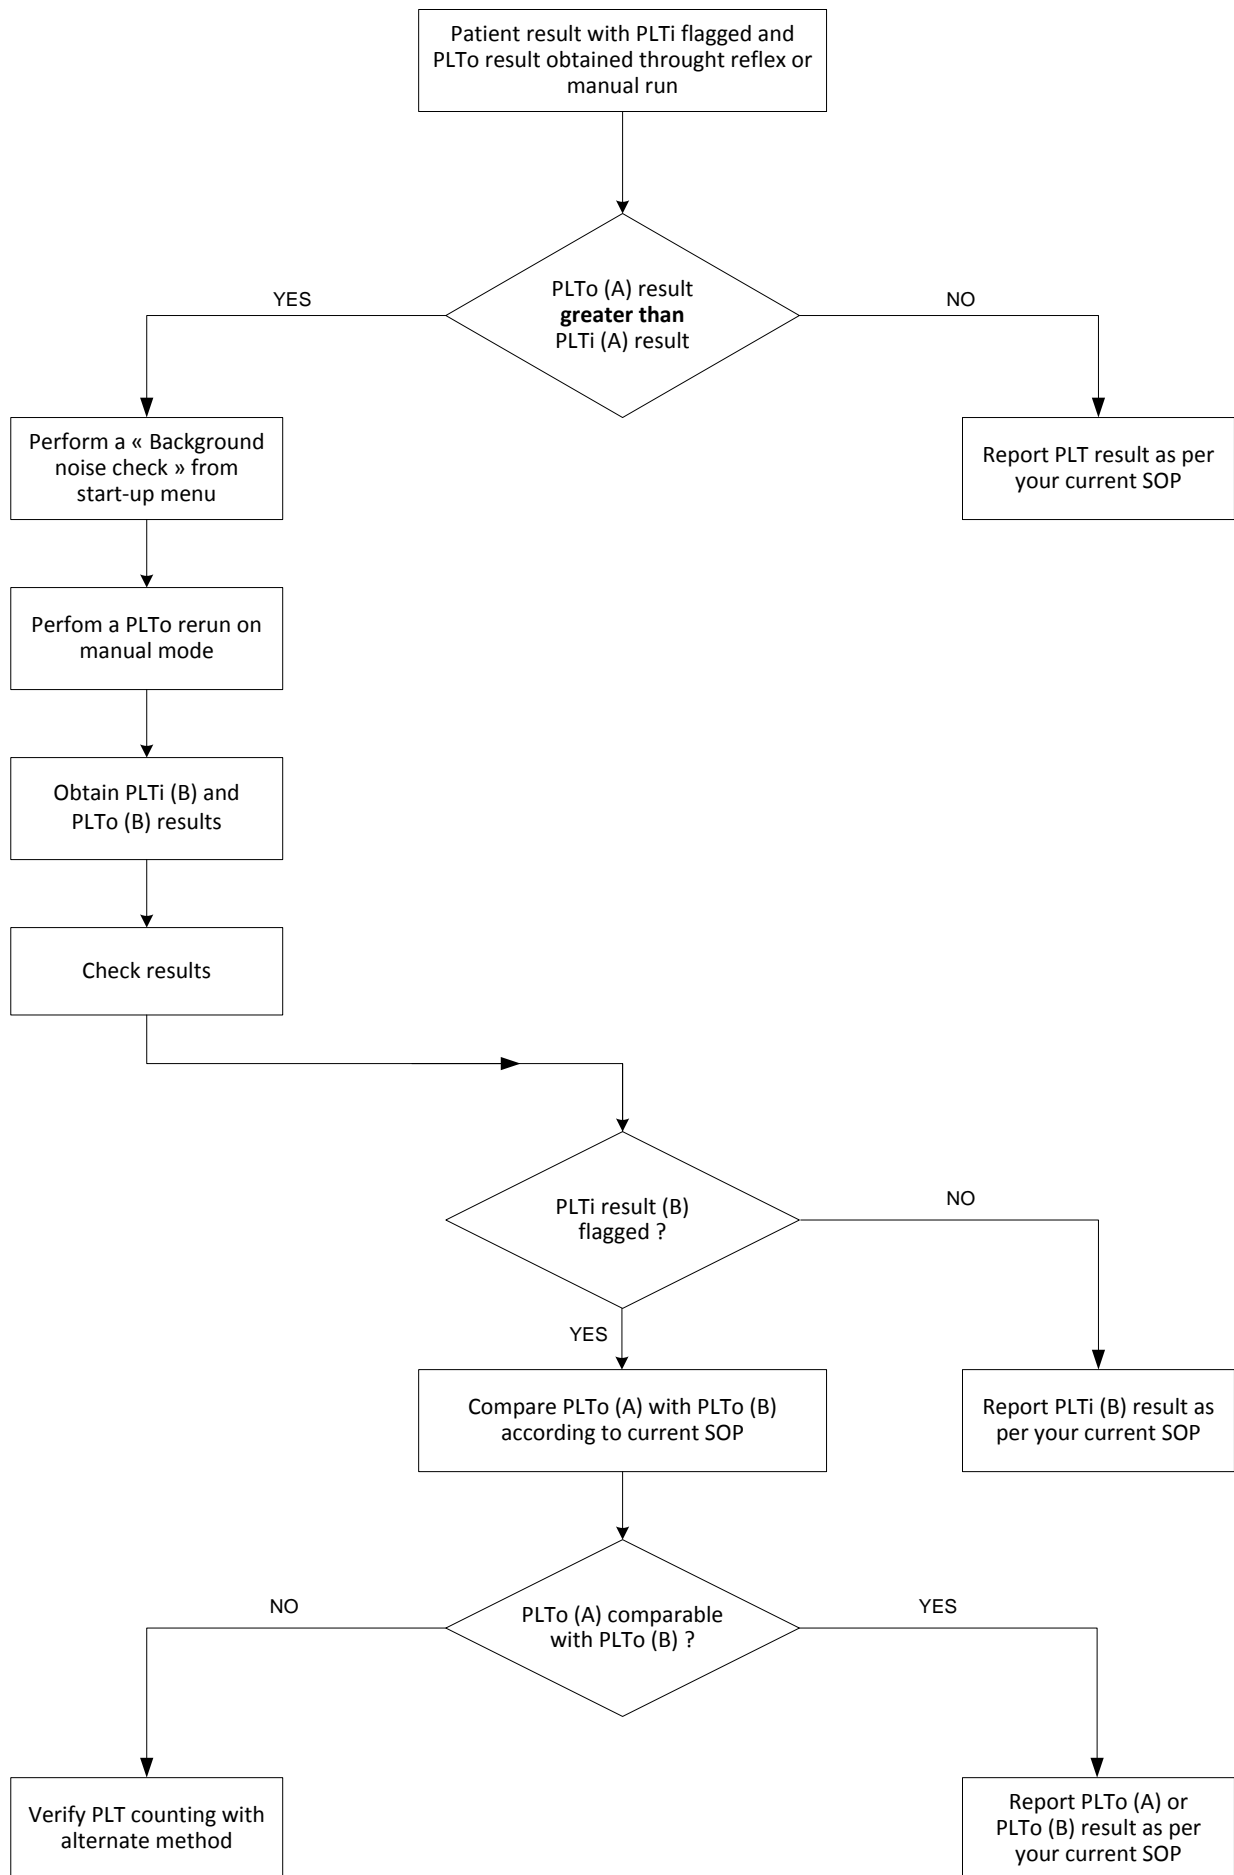 Patient result with PLTi flagged and
PLTo result obtained throught reflex or
manual run
PLTo (A) result
greater than
PLTi (A) result
YES
NO
Perform a « Background
noise check » from
start-up menu
Report PLT result as per
your current SOP
Perfom a PLTo rerun on
manual mode
Obtain PLTi (B) and
PLTo (B) results
Check results
PLTi result (B)
flagged ?
NO
YES
Compare PLTo (A) with PLTo (B)
according to current SOP
Report PLTi (B) result as
per your current SOP
PLTo (A) comparable
with PLTo (B) ?
NO
YES
Verify PLT counting with
alternate method
Report PLTo (A) or
PLTo (B) result as per
your current SOP